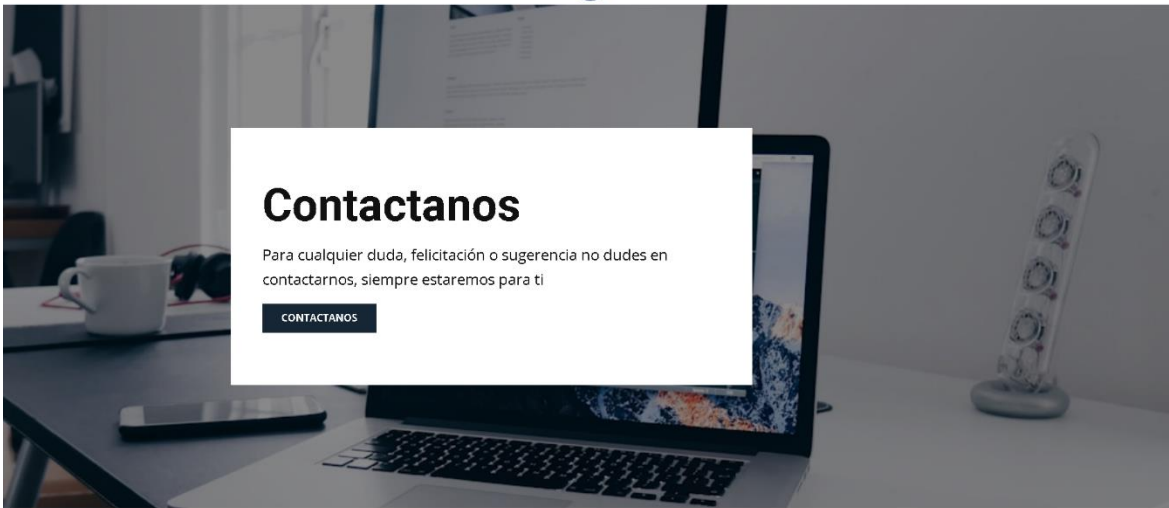 Contactanos
Para cualquier duda, felicitación o sugerencia no dudes en
contactarnos, siempre estaremos para ti
CONTACTANOS